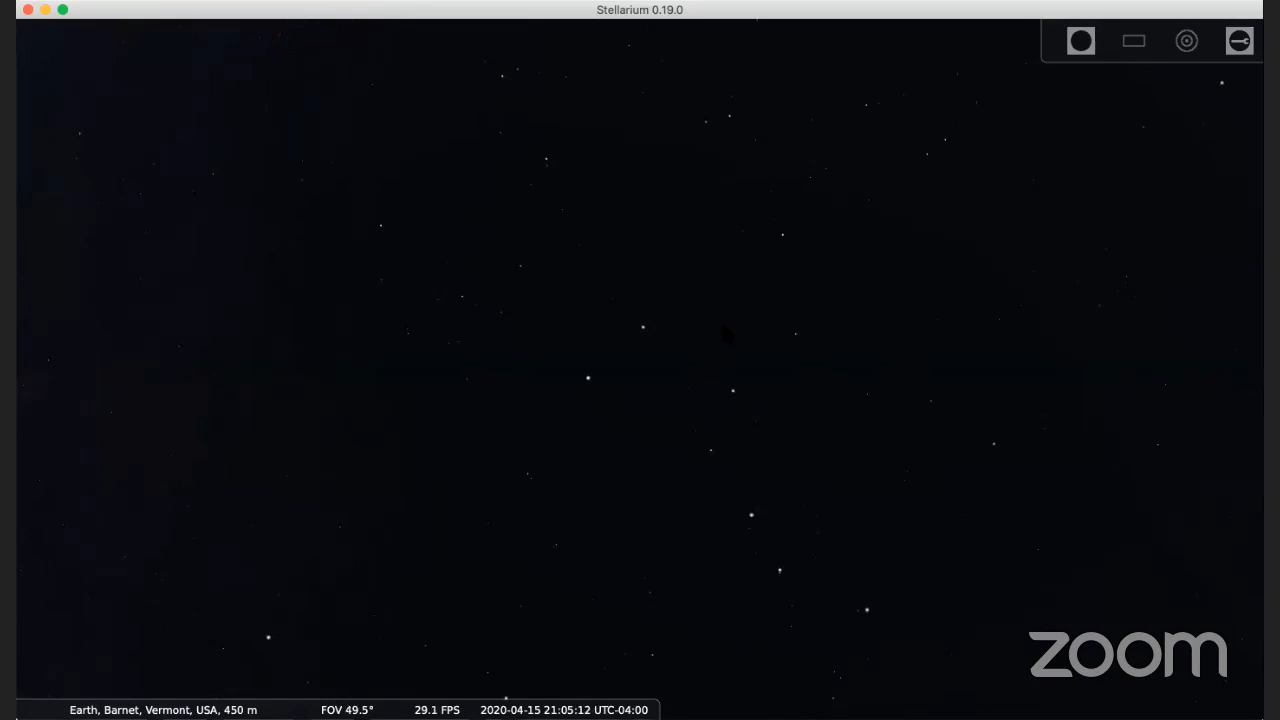 Stellarium 0.19.0
zoom
Earth, Barnet, Vermont, USA, 450 m FOV 49.5° 29.1 FPS 2020-04-15 21:05:12 UTC-04:00